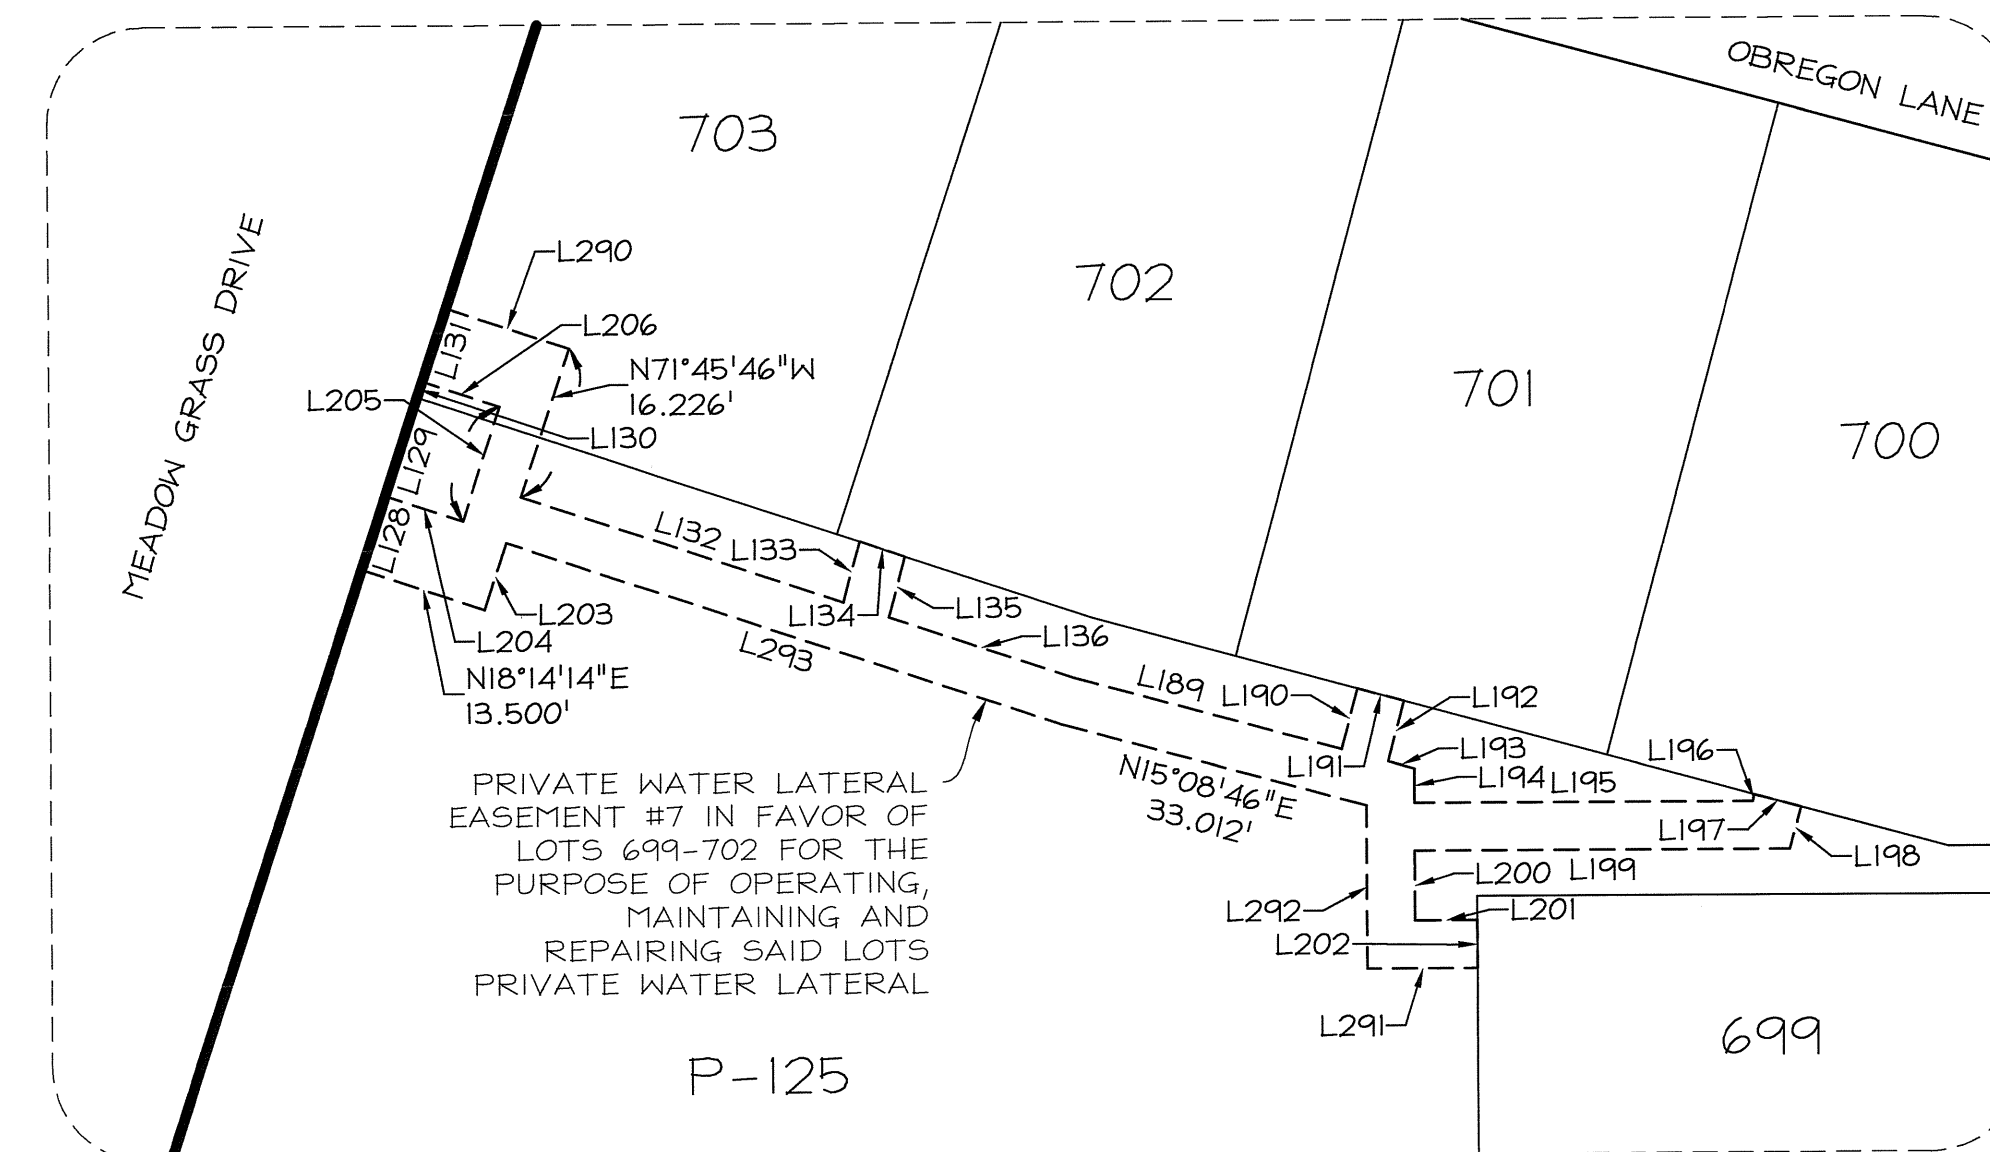 OBREGON LANE
703
702
701
700
MEADOW GRASS DRIVE
L290
L131
L206
N71°45'46"W
16.226'
L205
L130
L129
L128
L132
L133
L134
L135
L136
L203
L204
N18°14'14"E
13.500'
L293
L189
L190
L191
L192
L193
L194
L195
L196
L197
L198
N15°08'46"E
33.012'
L200
L199
L201
L292
L202
L291
PRIVATE WATER LATERAL
EASEMENT #7 IN FAVOR OF
LOTS 699-702 FOR THE
PURPOSE OF OPERATING,
MAINTAINING AND
REPAIRING SAID LOTS
PRIVATE WATER LATERAL
699
P-125